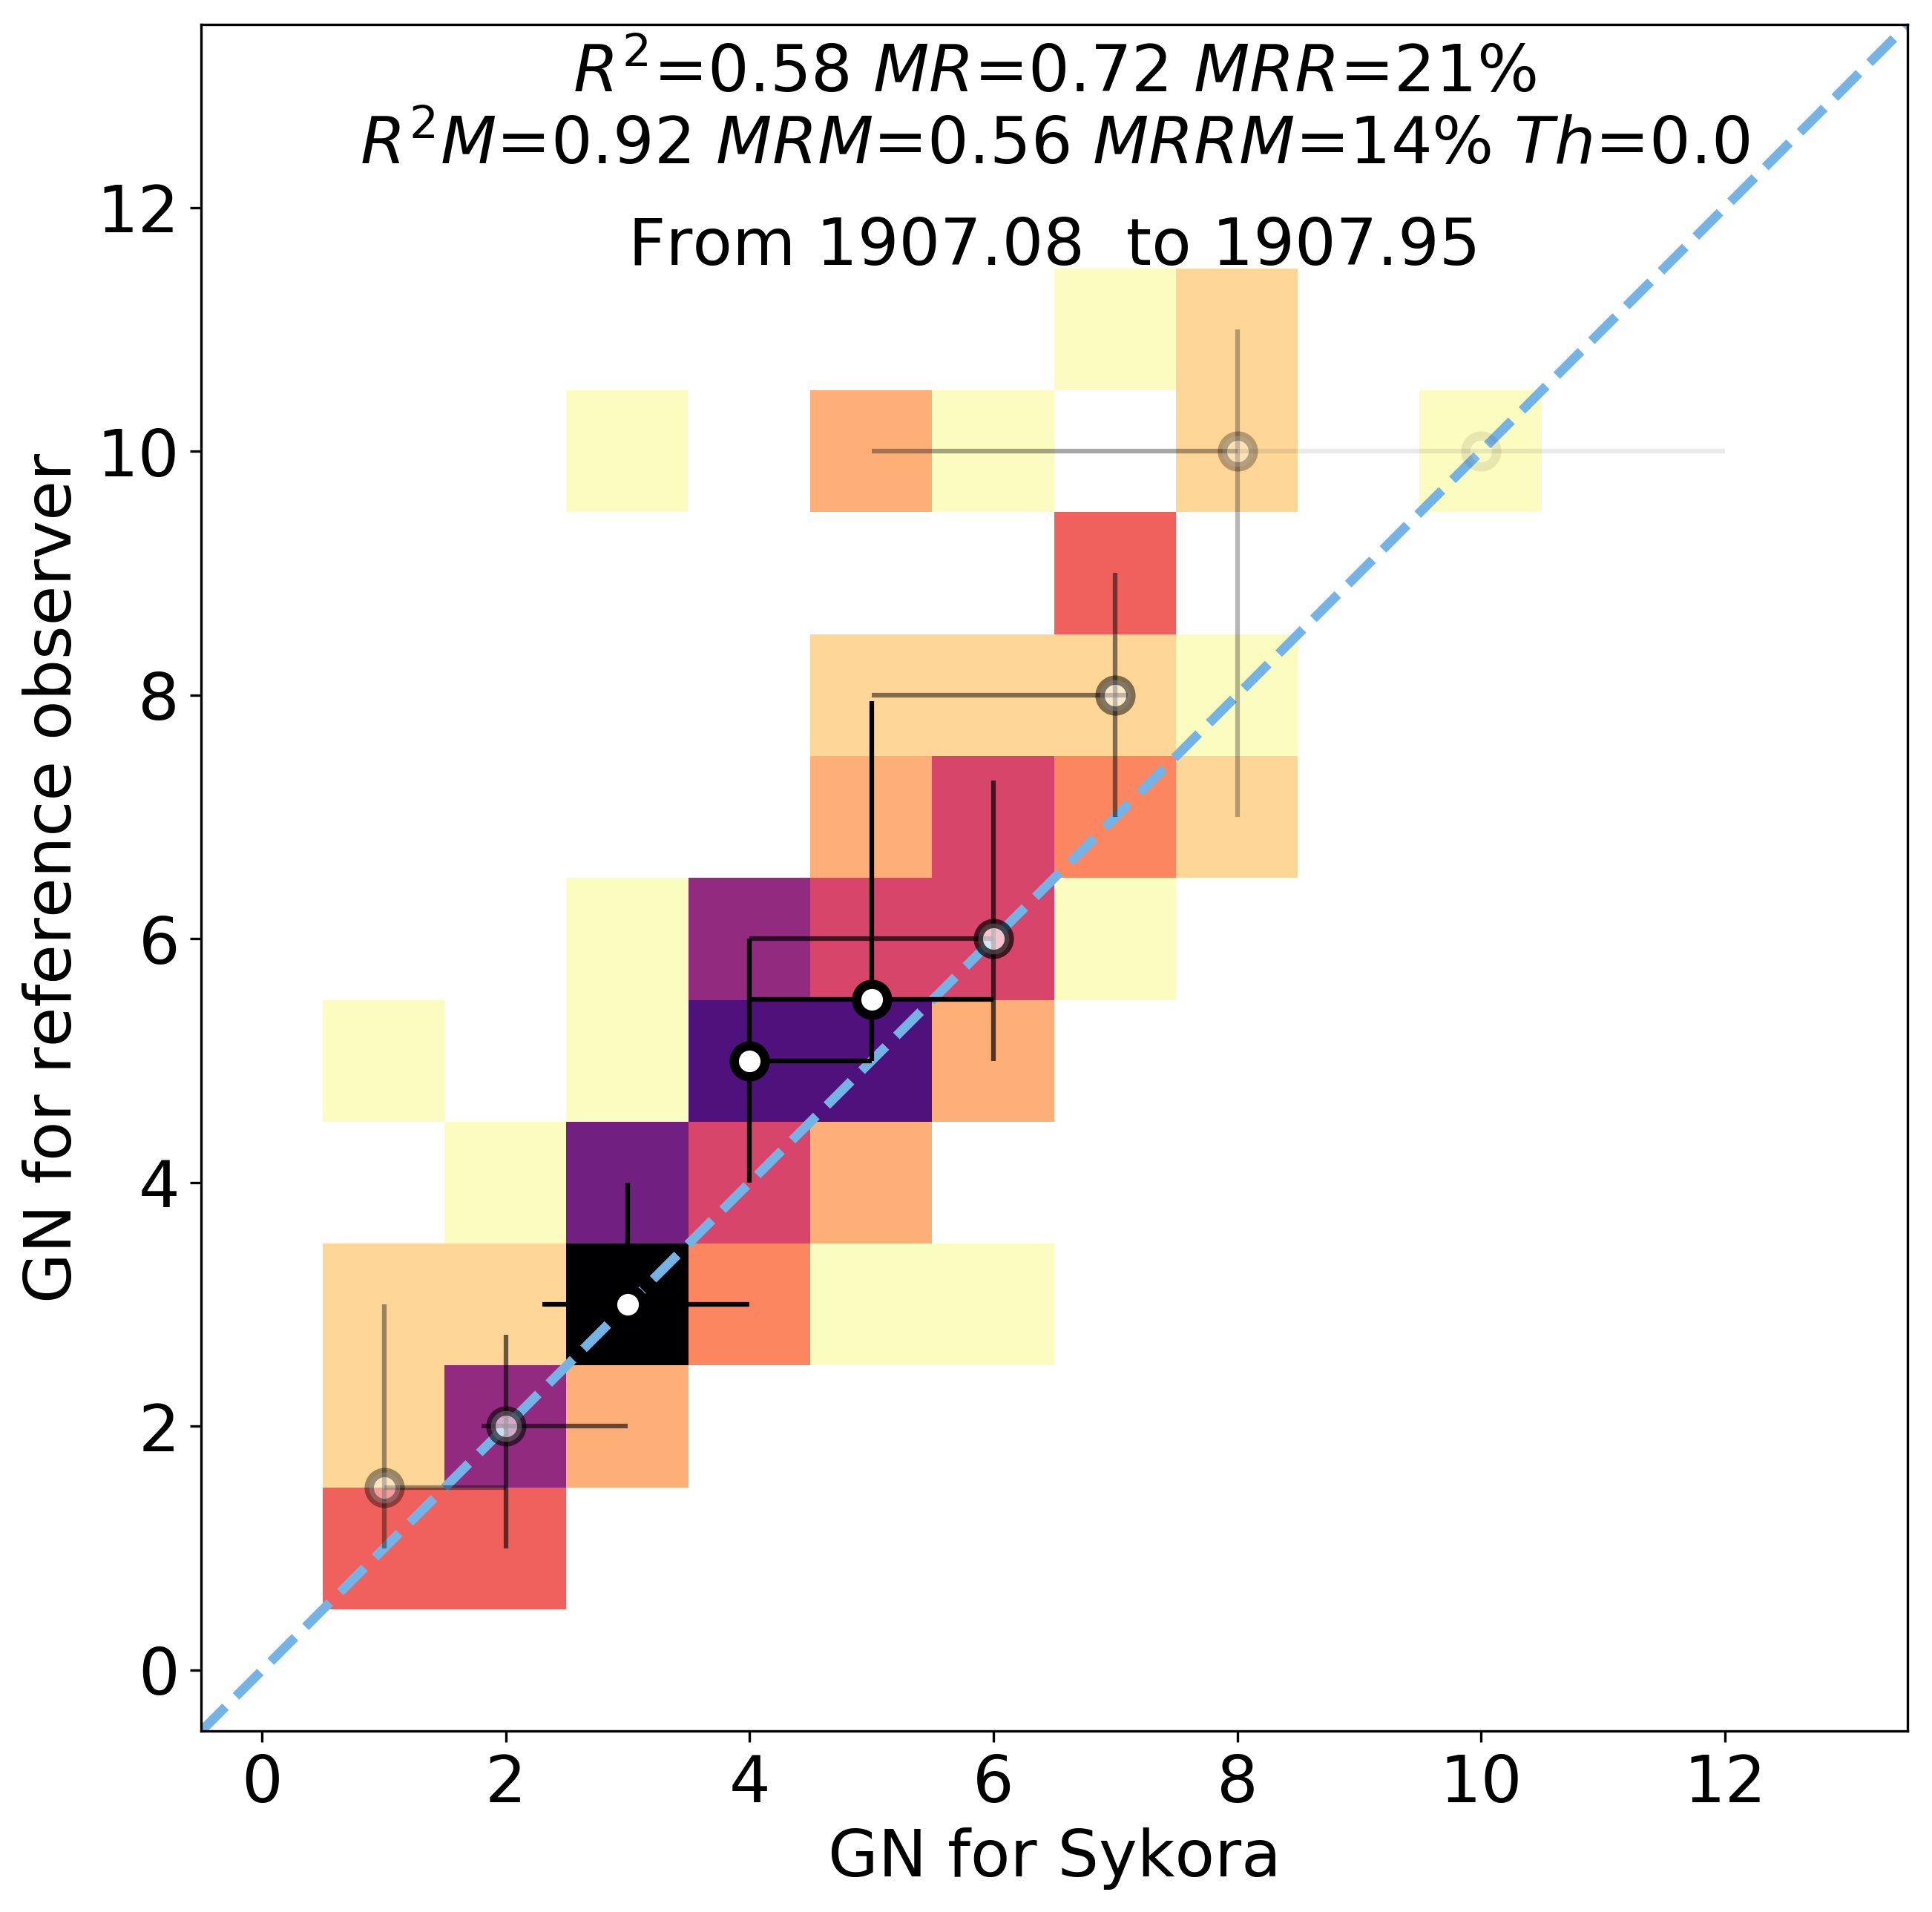 R²=0.58 MR=0.72 MRR=21%
R²M=0.92 MRM=0.56 MRRM=14% Th=0.0
From 1907.08  to 1907.95
GN for reference observer
12
10
8
6
4
2
0
0 2 4 6 8 10 12
GN for Sykora